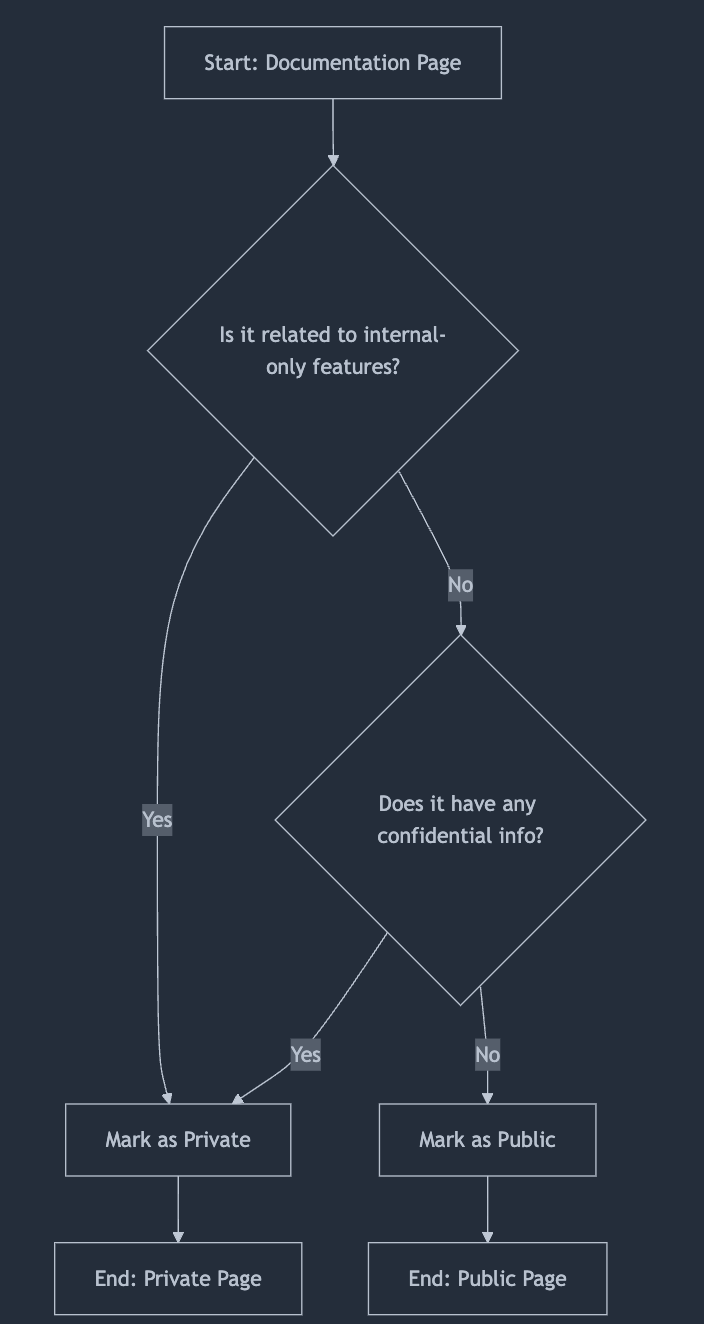 Start: Documentation Page
Is it related to internal-
only features?
No
Does it have any
confidential info?
Yes
Yes
No
Mark as Private
Mark as Public
End: Private Page
End: Public Page